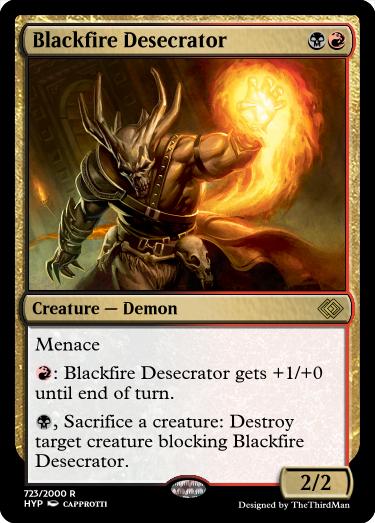 Blackfire Desecrator
Creature — Demon
Menace
: Blackfire Desecrator gets +1/+0
until end of turn.
, Sacrifice a creature: Destroy
target creature blocking Blackfire
Desecrator.
2/2
723/2000 R
HYP CAPPROTTI
Designed by TheThirdMan